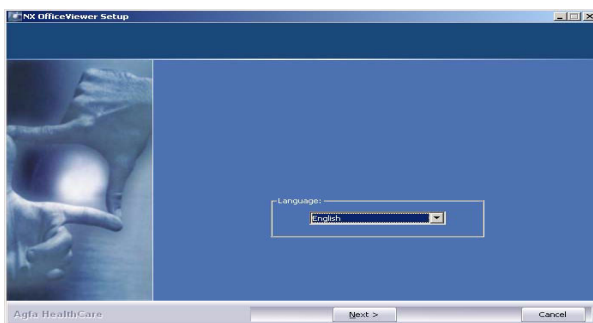 NX OfficeViewer Setup
Language:
English
Agfa HealthCare
Next >
Cancel